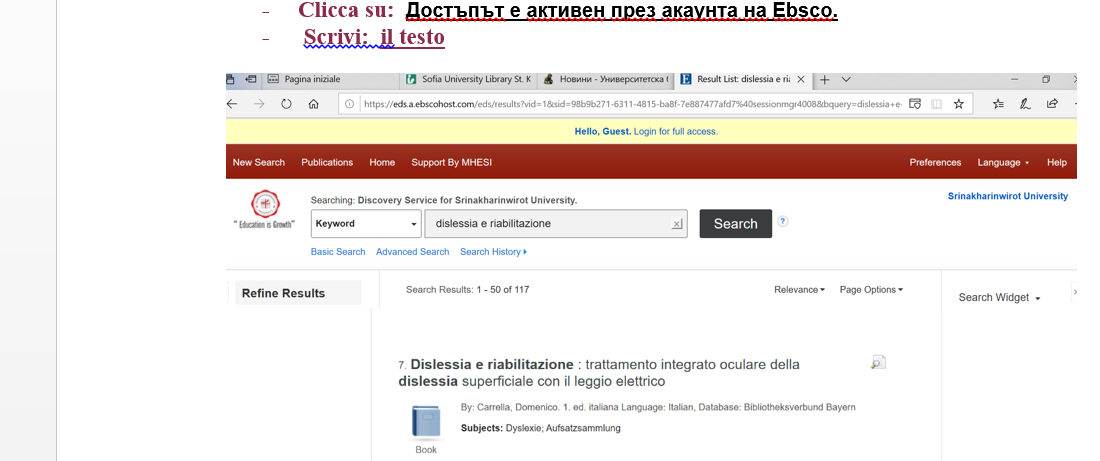 - Clicca su: Достъпът е активен през акаунта на Ebsco.
- Scrivi: il testo
Pagina iniziale
Sofia University Library St. K
Новини - Университетска
Result List: dislessia e ri
https://eds.a.ebscohost.com/eds/results?vid=1&sid=98b9b271-6311-4815-ba8f-7e887477afd7%40sessionmgr4008&bquery=dislessia+e
Hello, Guest. Login for full access.
New Search Publications Home Support By MHESI Preferences Language Help
Searching: Discovery Service for Srinakharinwirot University.
Srinakharinwirot University
" Education is Growth"
Keyword dislessia e riabilitazione Search ?
Basic Search Advanced Search Search History
Refine Results
Search Results: 1 - 50 of 117
Relevance Page Options
Search Widget
7. Dislessia e riabilitazione : trattamento integrato oculare della
dislessia superficiale con il leggio elettrico
By: Carrella, Domenico. 1. ed. italiana Language: Italian, Database: Bibliotheksverbund Bayern
Subjects: Dyslexie; Aufsatzsammlung
Book